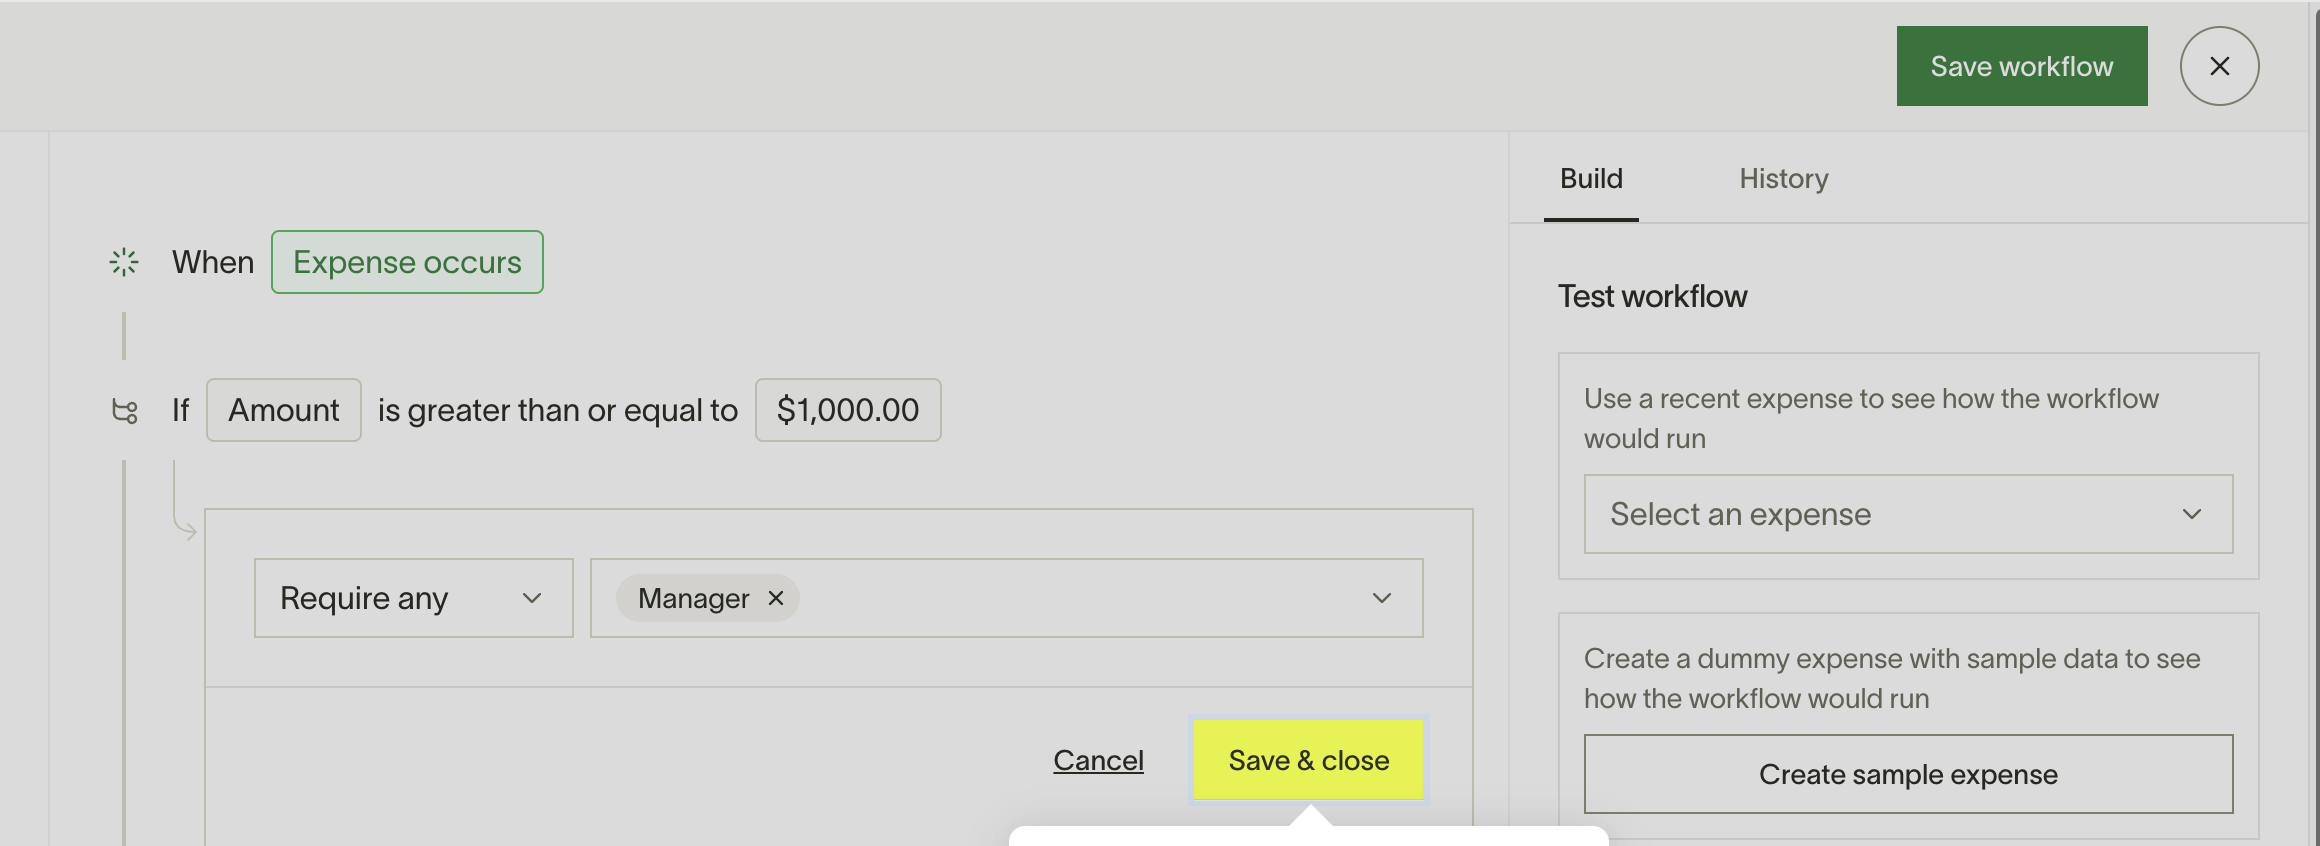 Save workflow
Build
History
When Expense occurs
If Amount is greater than or equal to $1,000.00
Require any
Manager
Cancel
Save & close
Test workflow
Use a recent expense to see how the workflow
would run
Select an expense
Create a dummy expense with sample data to see
how the workflow would run
Create sample expense